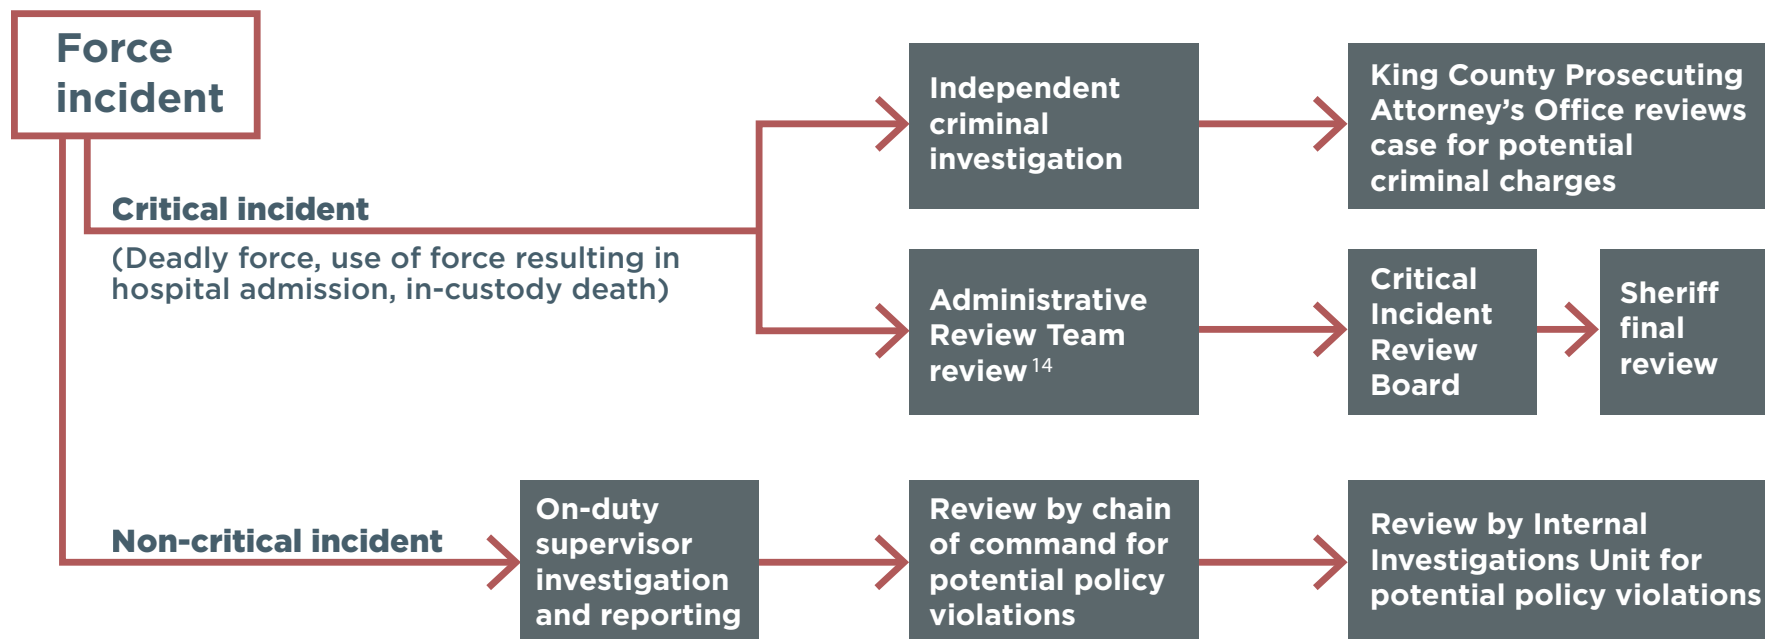 Force
incident
Critical incident
(Deadly force, use of force resulting in
hospital admission, in-custody death)
Independent
criminal
investigation
King County Prosecuting
Attorney’s Office reviews
case for potential
criminal charges
Administrative
Review Team
review 14
Critical
Incident
Review
Board
Sheriff
final
review
Non-critical incident
On-duty
supervisor
investigation
and reporting
Review by chain
of command for
potential policy
violations
Review by Internal
Investigations Unit for
potential policy violations